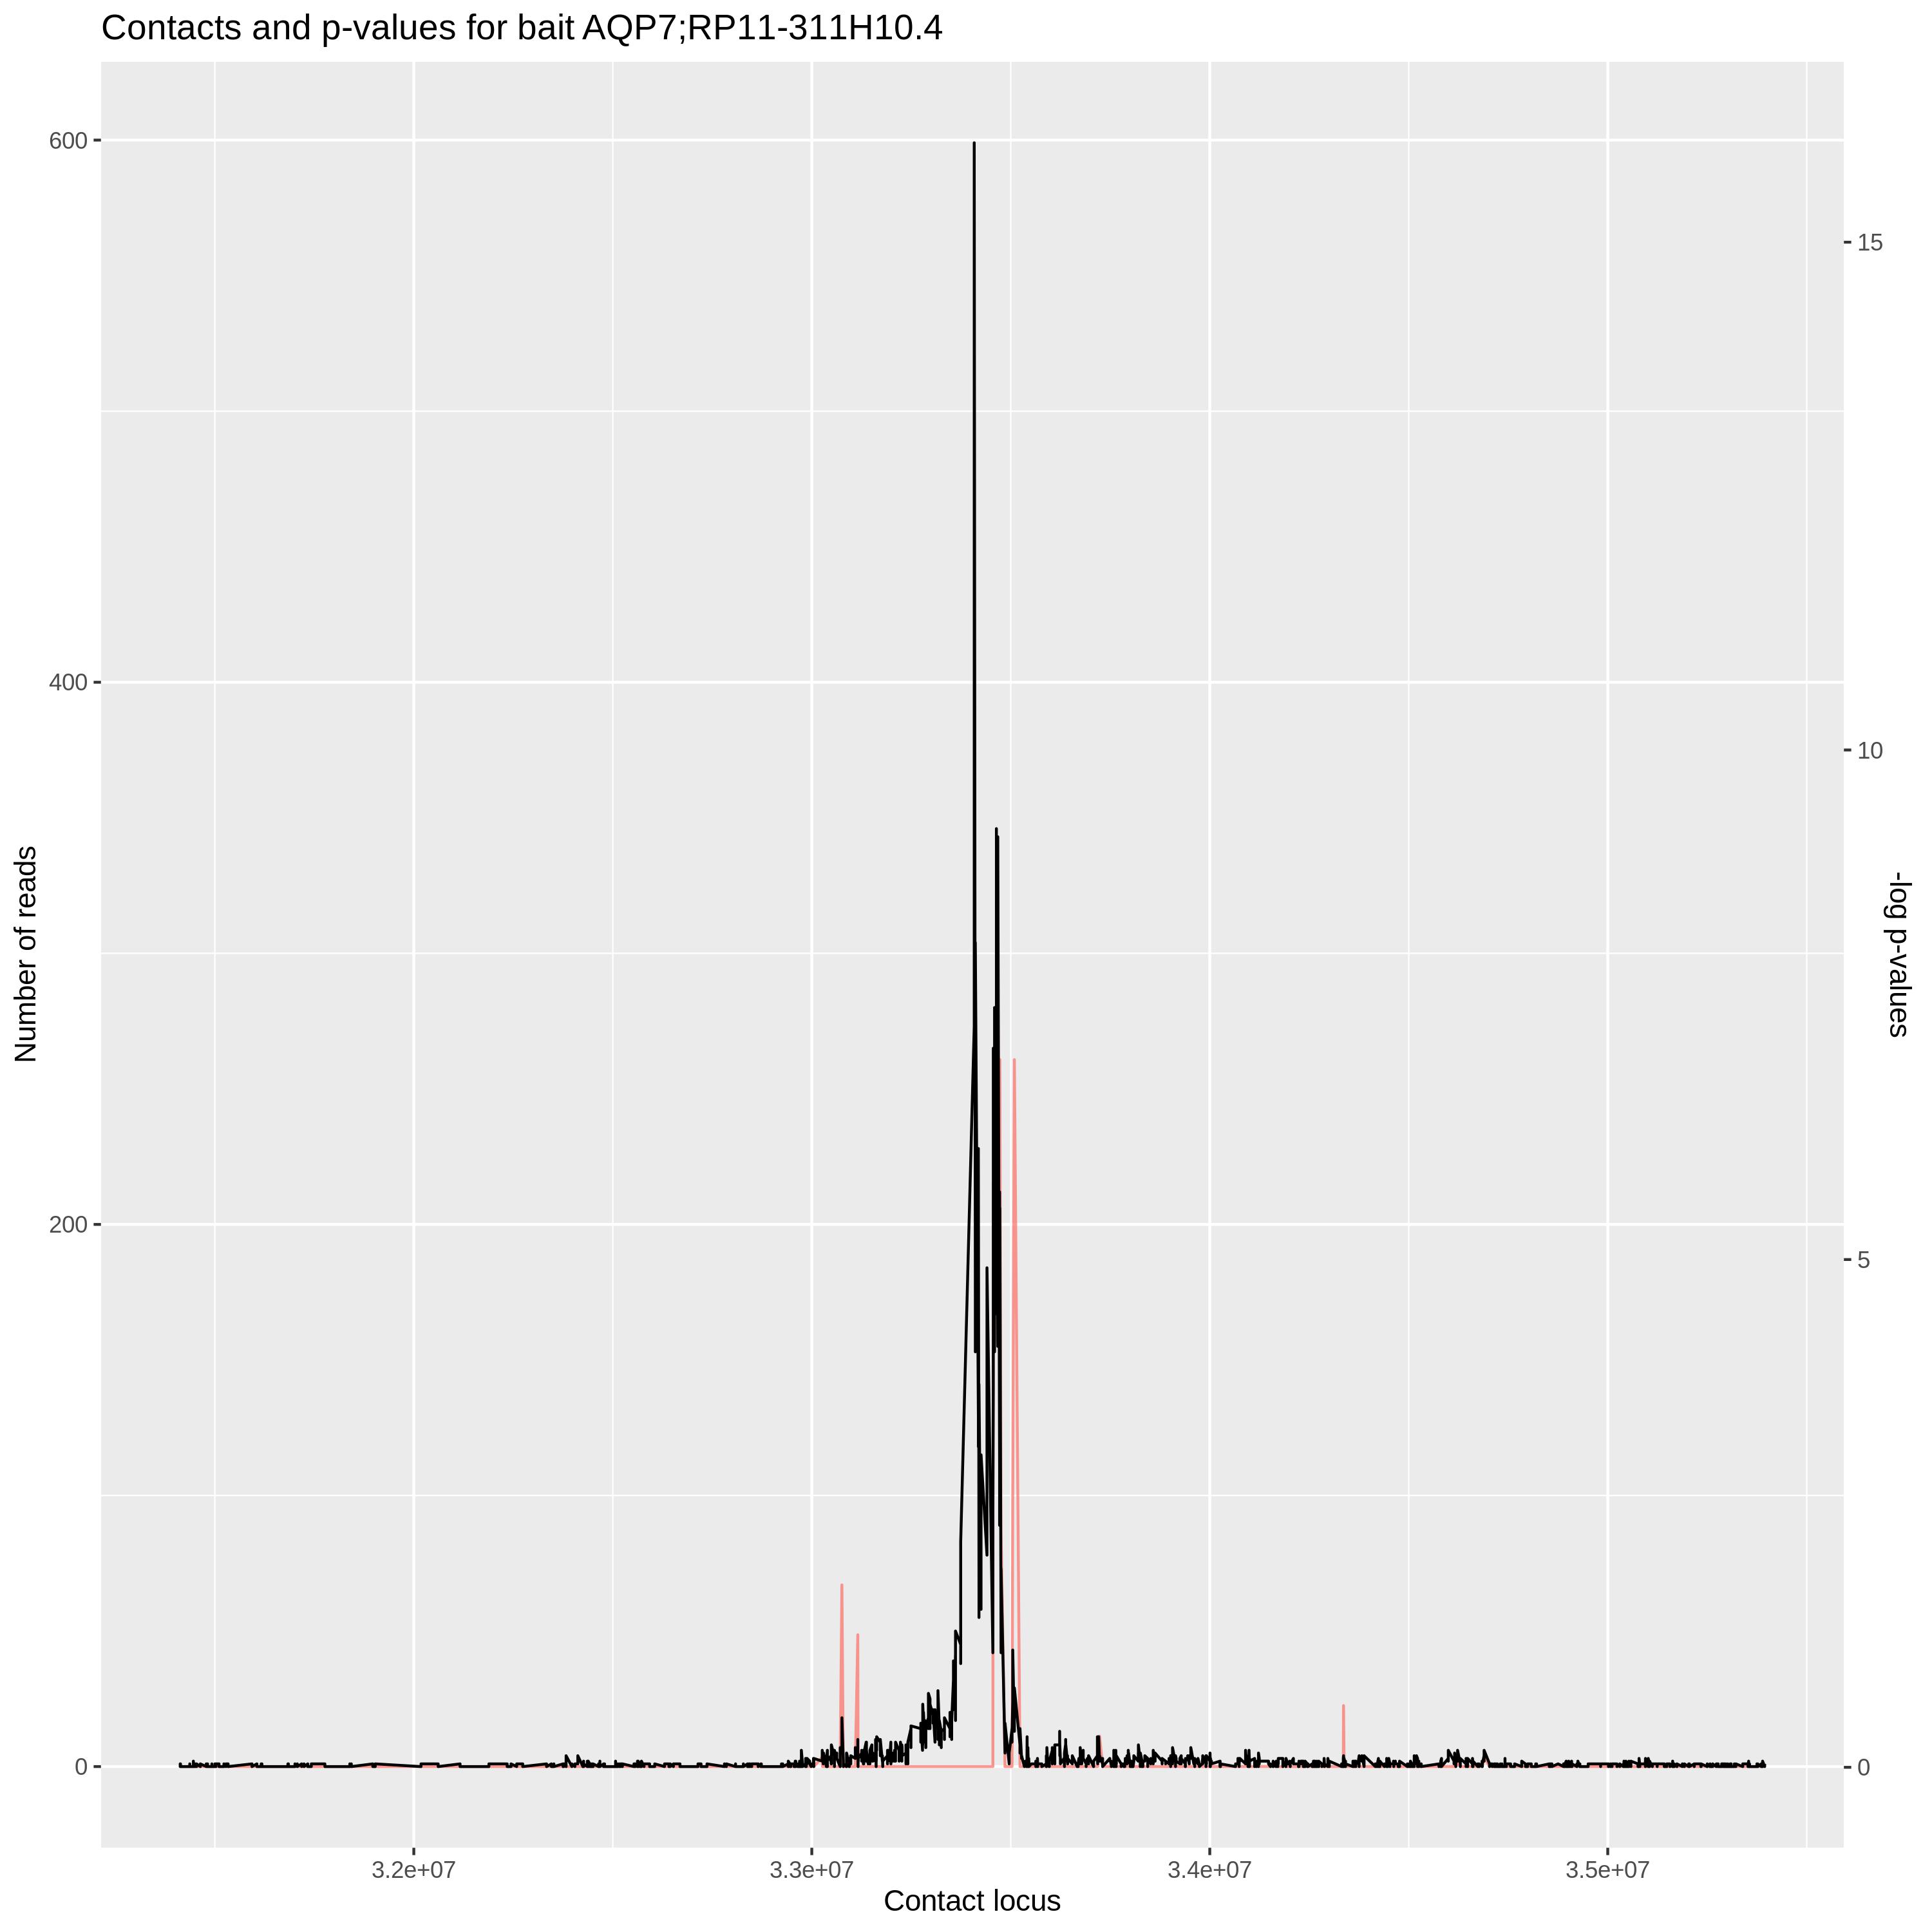 Contacts and p-values for bait AQP7;RP11-311H10.4
600
400
200
0
Number of reads
15
10
5
0
-log p-values
3.2e+07
3.3e+07
3.4e+07
3.5e+07
Contact locus